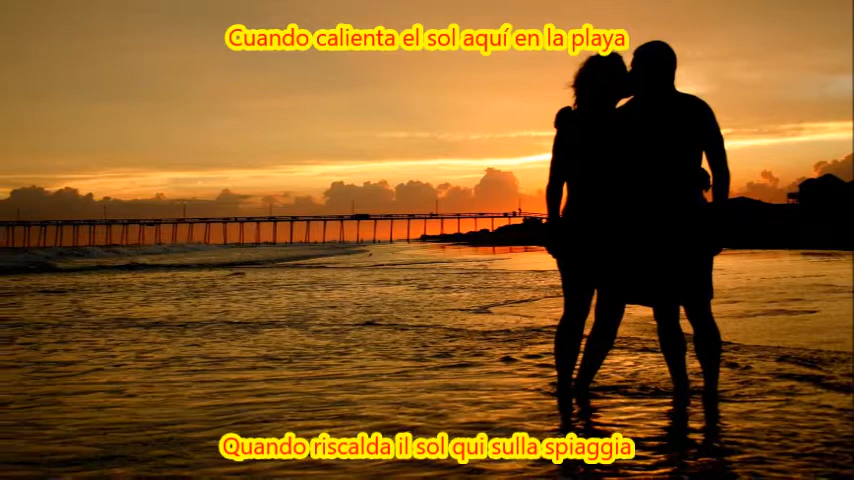 Cuando calienta el sol aquí en la playa
Quando riscalda il sol qui sulla spiaggia